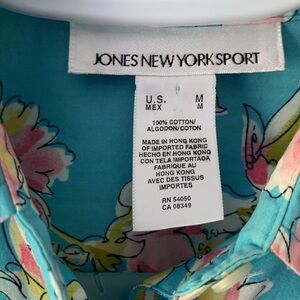 JONES NEW YORK SPORT
U.S. M
MEX M
100% COTTON/
ALGODON/COTON
MADE IN HONG KONG
OF IMPORTED FABRIC
HECHO EN HONG KONG
CON TELA IMPORTADA
FABRIQUE AU
HONG KONG
AVEC DES TISSUS
IMPORTES
RN 54050
CA 08349